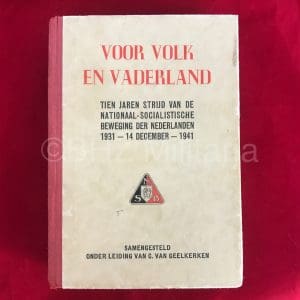 VOOR VOLK
EN VADERLAND
TIEN JAREN STRIJD VAN DE
NATIONAAL-SOCIALISTISCHE
BEWEGING DER NEDERLANDEN
1931 — 14 DECEMBER — 1941
N
S B
SAMENGESTELD
ONDER LEIDING VAN C. VAN GEELKERKEN